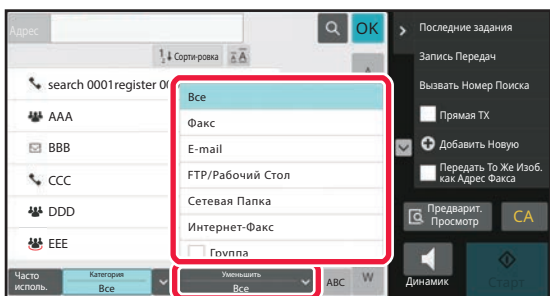 Адрес
OK
1 2 Сорти-ровка
A A
search 0001register 00
AAA
BBB
CCC
DDD
EEE
Все
Факс
E-mail
FTP/Рабочий Стол
Сетевая Папка
Интернет-Факс
Группа
Часто
исполь.
Категория
Все
Уменьшить
Все
ABC
W
Последние задания
Запись Передач
Вызвать Номер Поиска
Прямая TX
Добавить Новую
Передать То Же Изоб.
как Адрес Факса
Предварит.
Просмотр
CA
Динамик
Старт